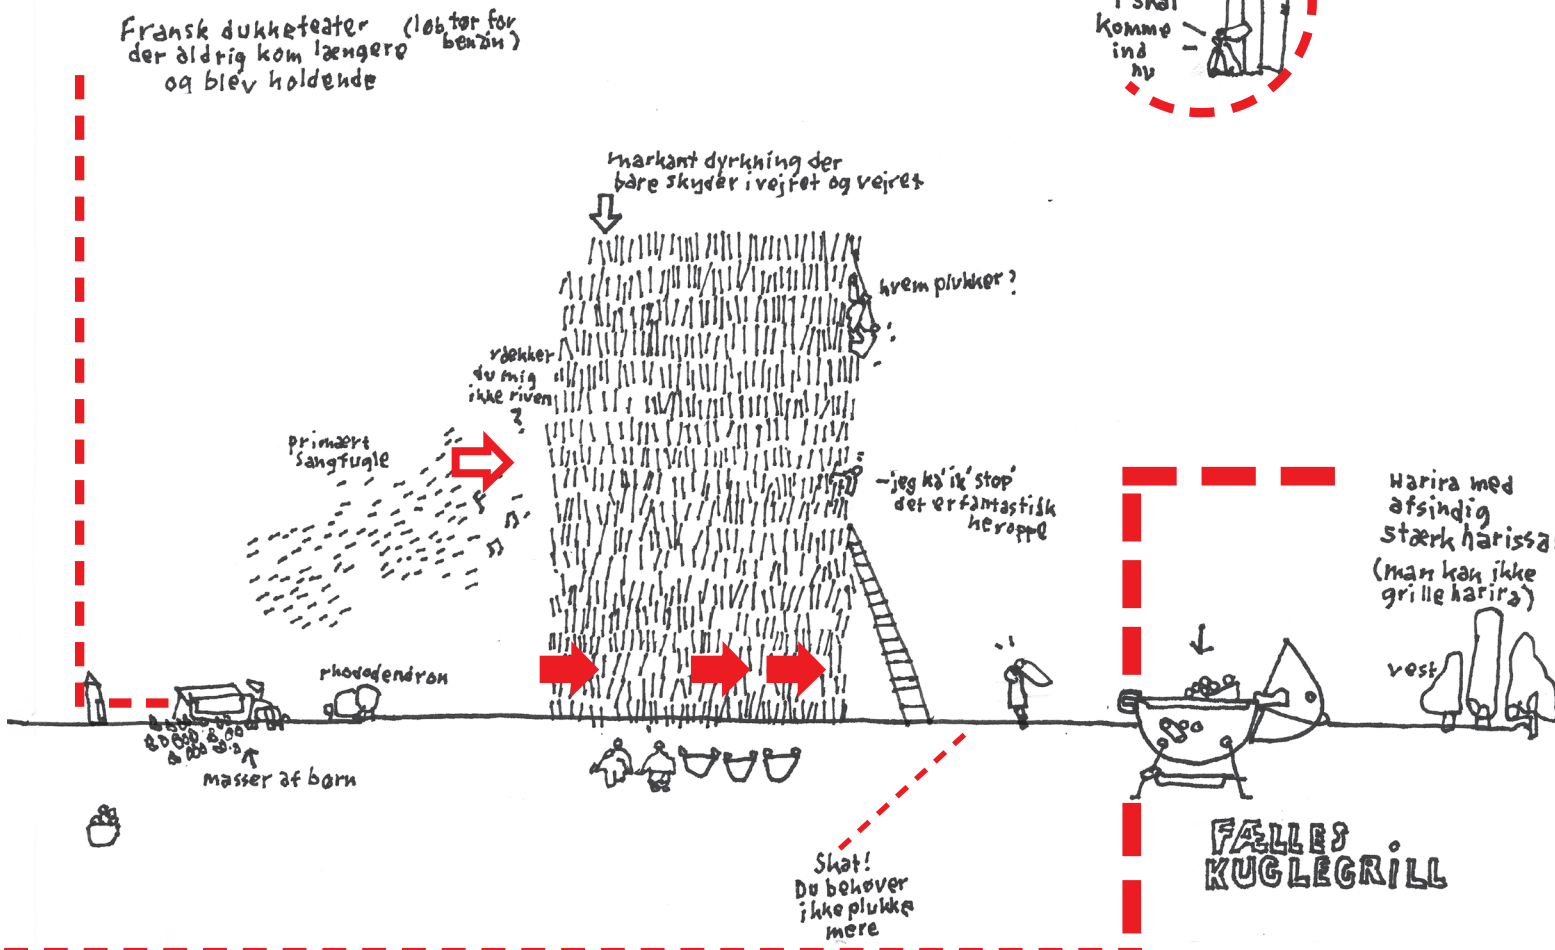 Fransk dukketeater
der aldrig kom længere
og blev holdende
(løb tør for
benzin)
i skal
komme
ind
nu
markant dyrkning der
bare skyder i vejret og vejret
hvem plukker?
rækker
du mig
ikke riven
?
primært
sangfugle
-jeg ka' ik' stop'
det er fantastisk
heroppe
Harira med
afsindig
stærk harissa
(man kan ikke
grille harira)
vest
rhododendron
masser af børn
FÆLLES
KUGLEGRILL
Skat!
Du behøver
ikke plukke
mere